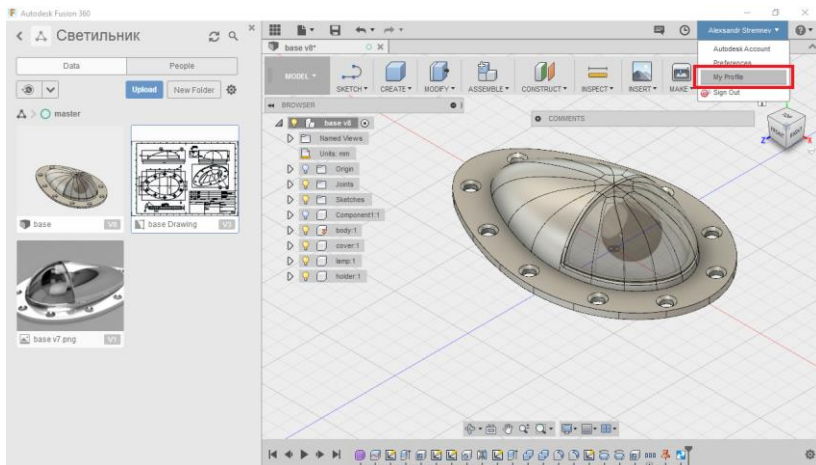 Autodesk Fusion 360
Светильник
Data People
Upload New Folder
master
base V8
base Drawing V3
base v7.png V1
base v8*
Alexsandr Stremnev
Autodesk Account
Preferences
My Profile
Sign Out
MODEL
SKETCH CREATE MODIFY ASSEMBLE CONSTRUCT INSPECT INSERT MAKE
BROWSER
COMMENTS
base v8
Named Views
Units: mm
Origin
Joints
Sketches
Component1:1
body:1
cover:1
lamp:1
holder:1
TOP
FRONT RIGHT
Z X